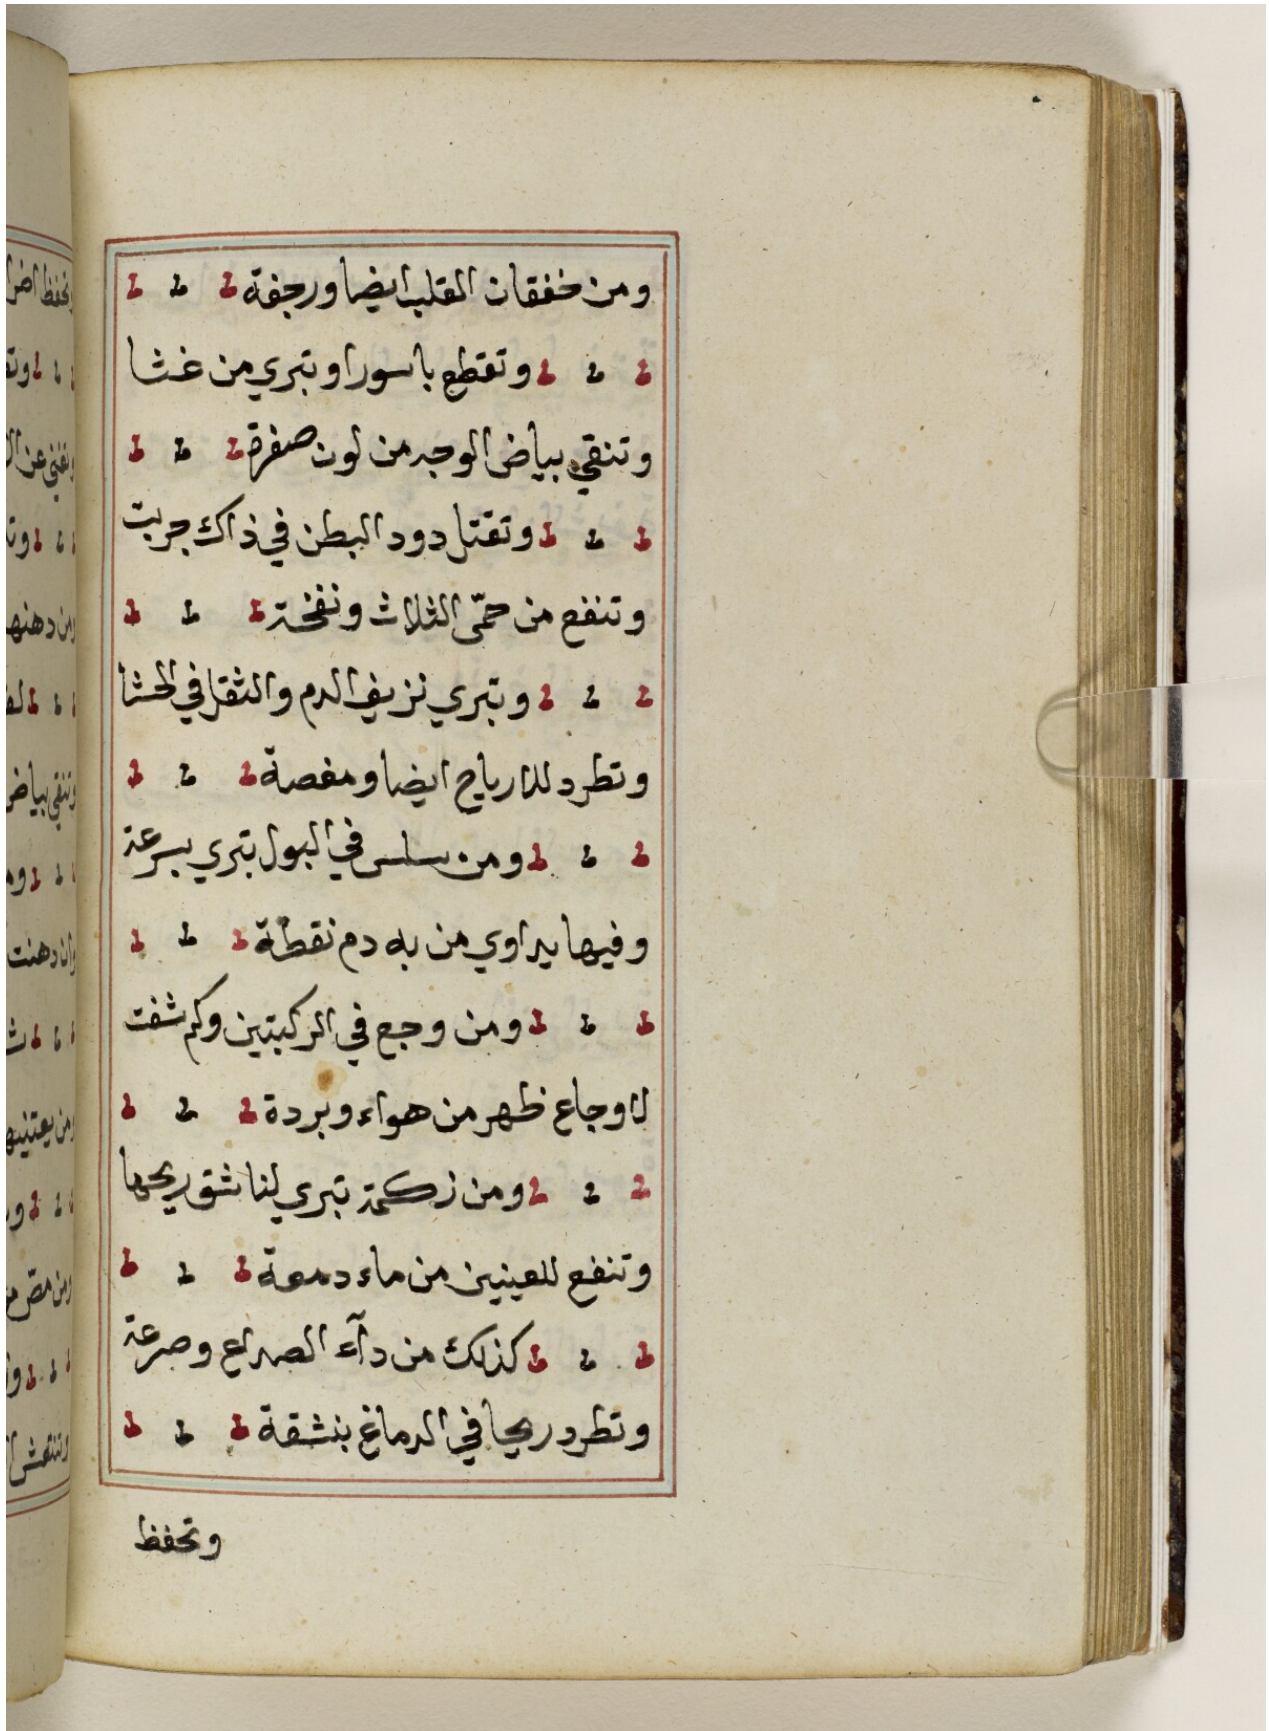 ومن خفقان القلب ايضا ورجفة
وتقطع باسورا وتبري من غشا
وتنقي بياض الوجه من لون صفرة
وتقتل دود البطن في ذاك جربت
وتنفع من حمّى الثلاث ونفخة
وتبري نزيف الدم والثقل في الحشا
وتطرد للارياح ايضا ومغصة
ومن سلس في البول تبري بسرعة
وفيها يداوي من به دم نقطة
ومن وجع في الركبتين وكم شفت
لاوجاع ظهر من هواء وبردة
ومن زكمة تبري لناشق ريحها
وتنفع للعينين من ماء دمعة
كذلك من دآء الصداع وصرعة
وتطرد ريحا في الدماغ بنشقة
وتحفظ